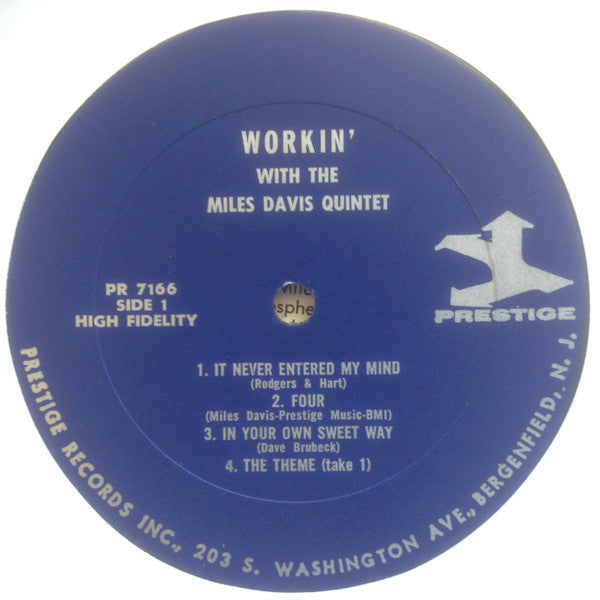 WORKIN'
WITH THE
MILES DAVIS QUINTET
PR 7166
SIDE 1
HIGH FIDELITY
PRESTIGE
1. IT NEVER ENTERED MY MIND
(Rodgers & Hart)
2. FOUR
(Miles Davis-Prestige Music-BMI)
3. IN YOUR OWN SWEET WAY
(Dave Brubeck)
4. THE THEME (take 1)
PRESTIGE RECORDS INC., 203 S. WASHINGTON AVE., BERGENFIELD, N. J.